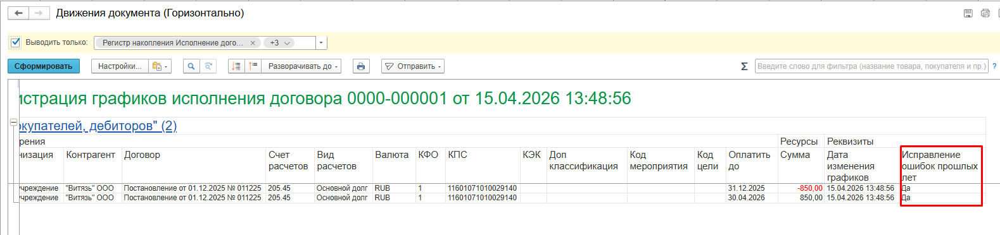 Движения документа (Горизонтально)
Выводить только: Регистр накопления Исполнение дого... × +3
Сформировать Настройки... Разворачивать до Отправить Σ Введите слово для фильтра (название товара, покупателя и пр.) ?
истрация графиков исполнения договора 0000-000001 от 15.04.2026 13:48:56
окупателей, дебиторов" (2)
рения Ресурсы Реквизиты
низация Контрагент Договор Счет расчетов Вид расчетов Валюта КФО КПС КЭК Доп классификация Код мероприятия Код цели Оплатить до Сумма Дата изменения графиков Исправление ошибок прошлых лет
учреждение "Витязь" ООО Постановление от 01.12.2025 № 011225 205.45 Основной долг RUB 1 11601071010029140 31.12.2025 -850,00 15.04.2026 13:48:56 Да
учреждение "Витязь" ООО Постановление от 01.12.2025 № 011225 205.45 Основной долг RUB 1 11601071010029140 30.04.2026 850,00 15.04.2026 13:48:56 Да